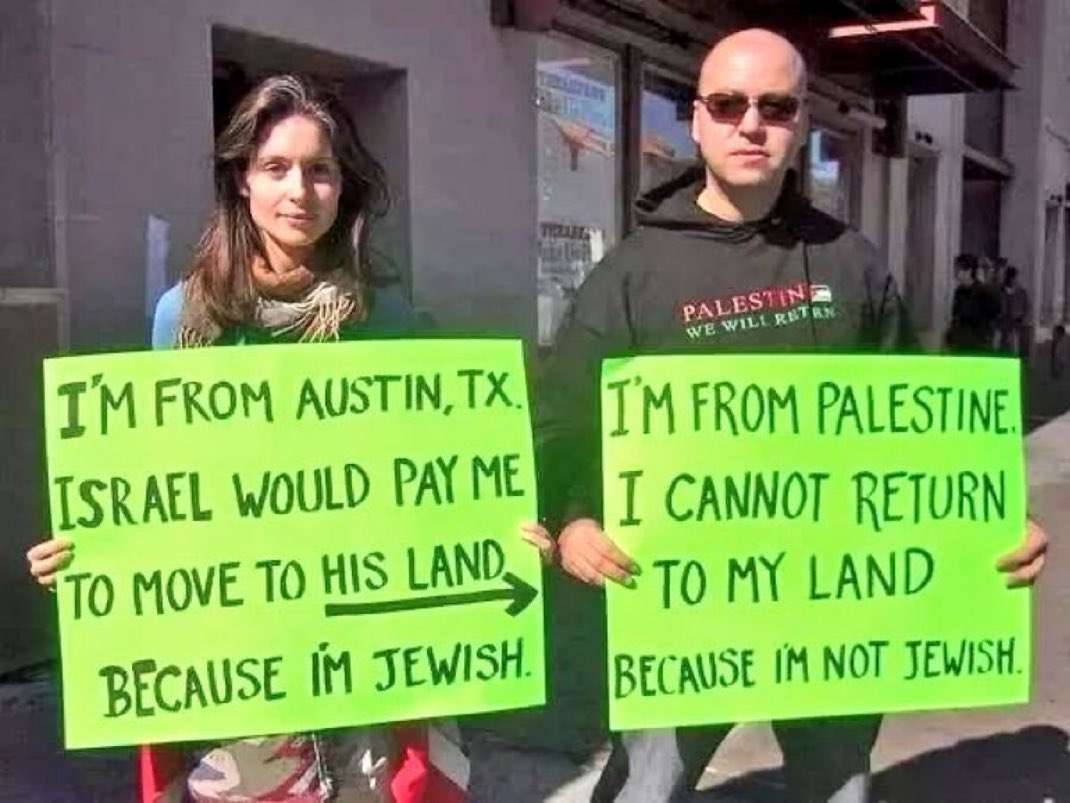 I'M FROM AUSTIN, TX.
ISRAEL WOULD PAY ME
TO MOVE TO HIS LAND
BECAUSE I'M JEWISH.
PALESTINE
WE WILL RETRN
I'M FROM PALESTINE.
I CANNOT RETURN
TO MY LAND
BECAUSE I'M NOT JEWISH.